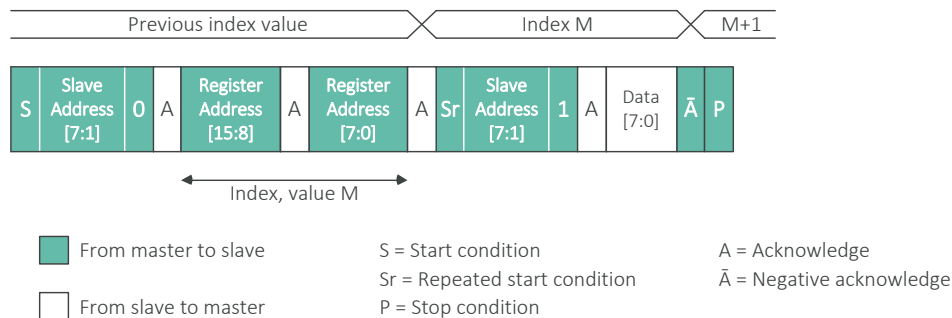 Previous index value Index M M+1
S Slave Address [7:1] 0 A Register Address [15:8] A Register Address [7:0] A Sr Slave Address [7:1] 1 A Data [7:0] Ā P
Index, value M
From master to slave
From slave to master
S = Start condition
Sr = Repeated start condition
P = Stop condition
A = Acknowledge
Ā = Negative acknowledge